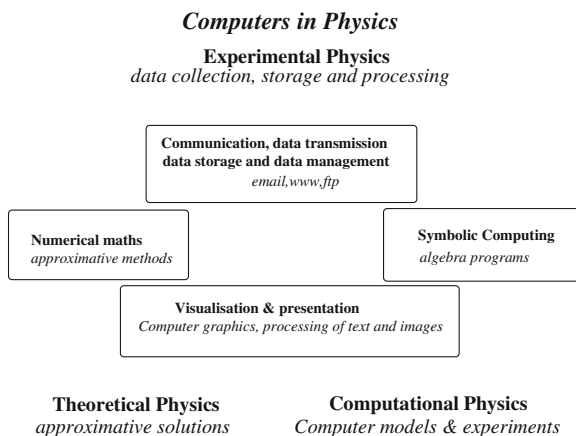 Computers in Physics
Experimental Physics
data collection, storage and processing
Communication, data transmission
data storage and data management
email,www,ftp
Numerical maths
approximative methods
Symbolic Computing
algebra programs
Visualisation & presentation
Computer graphics, processing of text and images
Theoretical Physics
approximative solutions
Computational Physics
Computer models & experiments